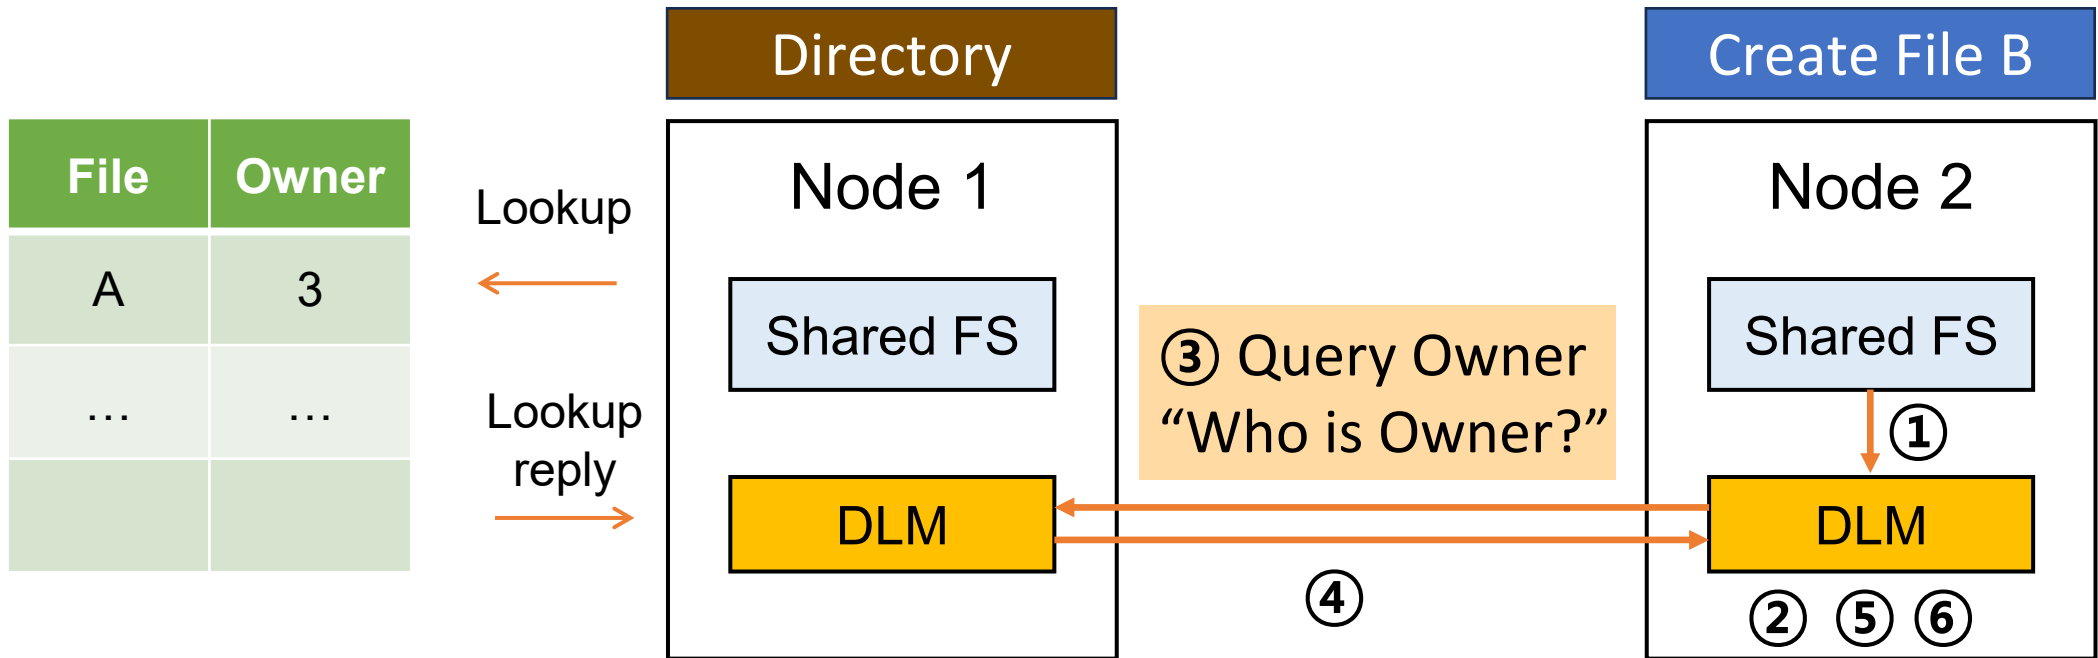 Directory
Create File B
File Owner
A 3
… …
Lookup
Lookup
reply
Node 1
Shared FS
DLM
③ Query Owner
“Who is Owner?”
④
Node 2
Shared FS
①
DLM
② ⑤ ⑥